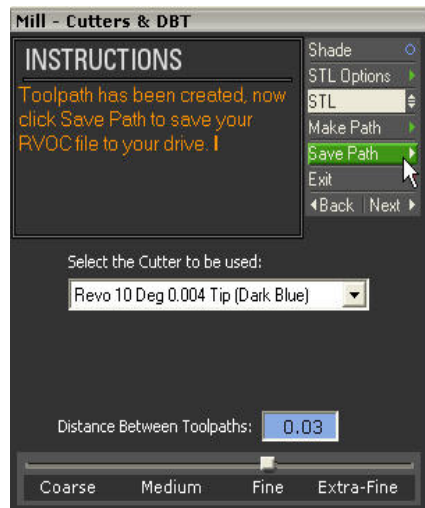 Mill - Cutters & DBT
INSTRUCTIONS
Toolpath has been created, now
click Save Path to save your
RVOC file to your drive.
Shade
STL Options
STL
Make Path
Save Path
Exit
Back Next
Select the Cutter to be used:
Revo 10 Deg 0.004 Tip (Dark Blue)
Distance Between Toolpaths: 0.03
Coarse Medium Fine Extra-Fine